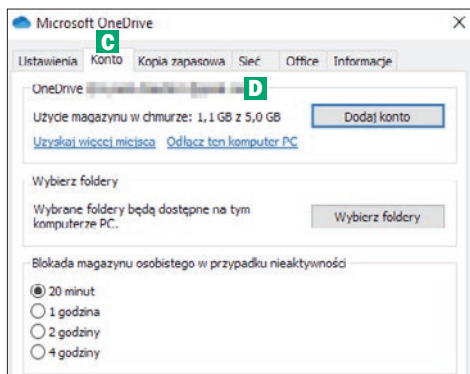 Microsoft OneDrive
C
Ustawienia Konto Kopia zapasowa Sieć Office Informacje
OneDrive
D
Użycie magazynu w chmurze: 1,1 GB z 5,0 GB Dodaj konto
Uzyskaj więcej miejsca Odłącz ten komputer PC
Wybierz foldery
Wybrane foldery będą dostępne na tym
komputerze PC. Wybierz foldery
Blokada magazynu osobistego w przypadku nieaktywności
20 minut
1 godzina
2 godziny
4 godziny